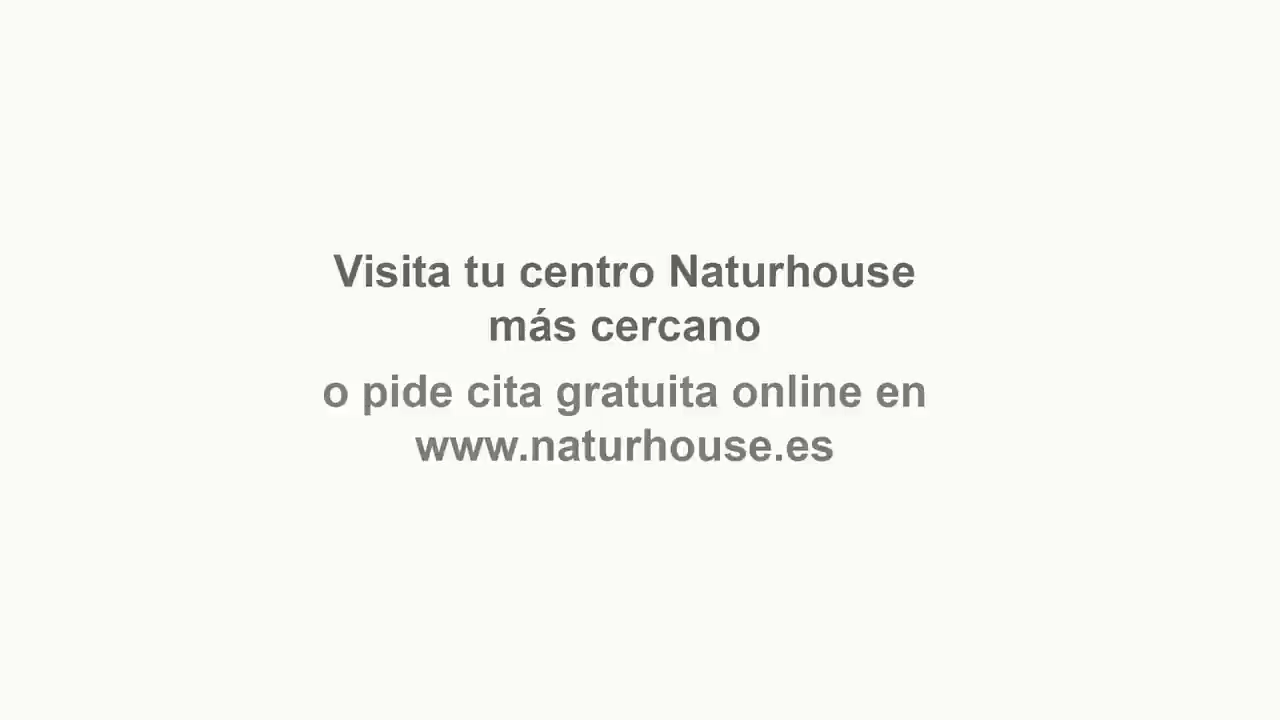 Visita tu centro Naturhouse
más cercano
o pide cita gratuita online en
www.naturhouse.es